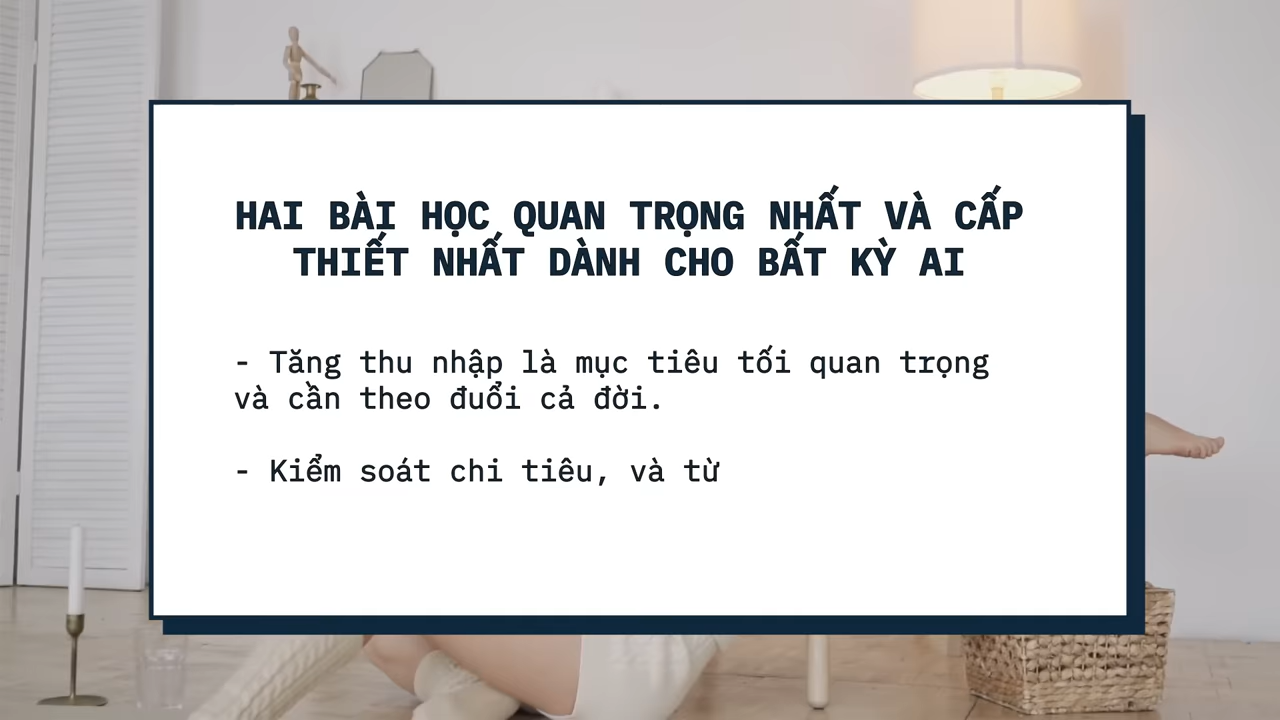 HAI BÀI HỌC QUAN TRỌNG NHẤT VÀ CẤP
THIẾT NHẤT DÀNH CHO BẤT KỲ AI
- Tăng thu nhập là mục tiêu tối quan trọng
và cần theo đuổi cả đời.
- Kiểm soát chi tiêu, và từ